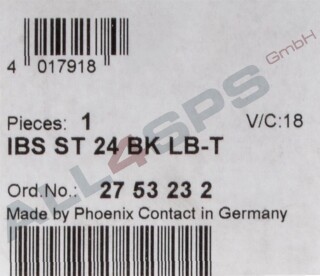 4 017918
Pieces: 1 V/C:18
IBS ST 24 BK LB-T
Ord.No.: 27 53 23 2
Made by Phoenix Contact in Germany
ALL4SPS GmbH